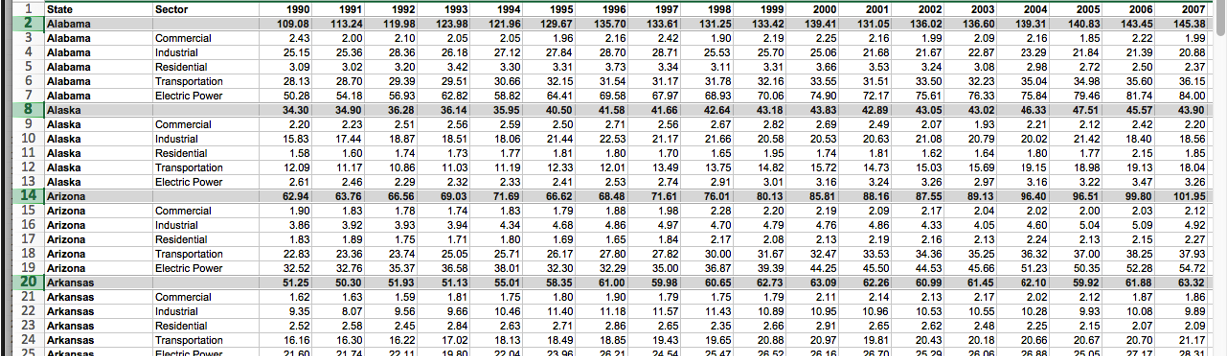 1 State Sector 1990 1991 1992 1993 1994 1995 1996 1997 1998 1999 2000 2001 2002 2003 2004 2005 2006 2007
2 Alabama 109.08 113.24 119.98 123.98 121.96 129.67 135.70 133.61 131.25 133.42 139.41 131.05 136.02 136.60 139.31 140.83 143.45 145.38
3 Alabama Commercial 2.43 2.00 2.10 2.05 2.05 1.96 2.16 2.42 1.90 2.19 2.25 2.16 1.99 2.09 2.16 1.85 2.22 1.99
4 Alabama Industrial 25.15 25.36 28.36 26.18 27.12 27.84 28.70 28.71 25.53 25.70 25.06 21.68 21.67 22.87 23.29 21.84 21.39 20.88
5 Alabama Residential 3.09 3.02 3.20 3.42 3.30 3.31 3.73 3.34 3.11 3.31 3.66 3.53 3.24 3.08 2.98 2.72 2.50 2.37
6 Alabama Transportation 28.13 28.70 29.39 29.51 30.66 32.15 31.54 31.17 31.78 32.16 33.55 31.51 33.50 32.23 35.04 34.98 35.60 36.15
7 Alabama Electric Power 50.28 54.18 56.93 62.82 58.82 64.41 69.58 67.97 68.93 70.06 74.90 72.17 75.61 76.33 75.84 79.46 81.74 84.00
8 Alaska 34.30 34.90 36.28 36.14 35.95 40.50 41.58 41.66 42.64 43.18 43.83 42.89 43.05 43.02 46.33 47.51 45.57 43.90
9 Alaska Commercial 2.20 2.23 2.51 2.56 2.59 2.50 2.71 2.56 2.67 2.82 2.69 2.49 2.07 1.93 2.21 2.12 2.42 2.20
10 Alaska Industrial 15.83 17.44 18.87 18.51 18.06 21.44 22.53 21.17 21.66 20.58 20.53 20.63 21.08 20.79 20.02 21.42 18.40 18.56
11 Alaska Residential 1.58 1.60 1.74 1.73 1.77 1.81 1.80 1.70 1.65 1.95 1.74 1.81 1.62 1.64 1.80 1.77 2.15 1.85
12 Alaska Transportation 12.09 11.17 10.86 11.03 11.19 12.33 12.01 13.49 13.75 14.82 15.72 14.73 15.03 15.69 19.15 18.98 19.13 18.04
13 Alaska Electric Power 2.61 2.46 2.29 2.32 2.33 2.41 2.53 2.74 2.91 3.01 3.16 3.24 3.26 2.97 3.16 3.22 3.47 3.26
14 Arizona 62.94 63.76 66.56 69.03 71.69 66.62 68.48 71.61 76.01 80.13 85.81 88.16 87.55 89.13 96.40 96.51 99.80 101.95
15 Arizona Commercial 1.90 1.83 1.78 1.74 1.83 1.79 1.88 1.98 2.28 2.20 2.19 2.09 2.17 2.04 2.02 2.00 2.03 2.12
16 Arizona Industrial 3.86 3.92 3.93 3.94 4.34 4.68 4.86 4.97 4.70 4.79 4.76 4.86 4.33 4.05 4.60 5.04 5.09 4.92
17 Arizona Residential 1.83 1.89 1.75 1.71 1.80 1.69 1.65 1.84 2.17 2.08 2.13 2.19 2.16 2.13 2.24 2.13 2.15 2.27
18 Arizona Transportation 22.83 23.36 23.74 25.05 25.71 26.17 27.80 27.82 30.00 31.67 32.47 33.53 34.36 35.25 36.32 37.00 38.25 37.93
19 Arizona Electric Power 32.52 32.76 35.37 36.58 38.01 32.30 32.29 35.00 36.87 39.39 44.25 45.50 44.53 45.66 51.23 50.35 52.28 54.72
20 Arkansas 51.25 50.30 51.93 51.13 55.01 58.35 61.00 59.98 60.65 62.73 63.09 62.26 60.99 61.45 62.10 59.92 61.88 63.32
21 Arkansas Commercial 1.62 1.63 1.59 1.81 1.75 1.80 1.90 1.79 1.75 1.79 2.11 2.14 2.13 2.17 2.02 2.12 1.87 1.86
22 Arkansas Industrial 9.35 8.07 9.56 9.66 10.46 11.40 11.18 11.57 11.43 10.89 10.95 10.96 10.53 10.55 10.28 9.93 10.08 9.89
23 Arkansas Residential 2.52 2.58 2.45 2.84 2.63 2.71 2.86 2.65 2.35 2.66 2.91 2.65 2.62 2.48 2.25 2.15 2.07 2.09
24 Arkansas Transportation 16.16 16.30 16.22 17.02 18.13 18.49 18.85 19.43 19.65 20.88 20.97 19.81 20.43 20.18 20.66 20.67 20.70 21.17
25 Arkansas Electric Power 21.60 21.74 22.11 19.80 22.04 23.96 26.21 24.54 25.47 26.52 26.16 26.70 25.29 26.06 26.88 25.05 27.17 28.31